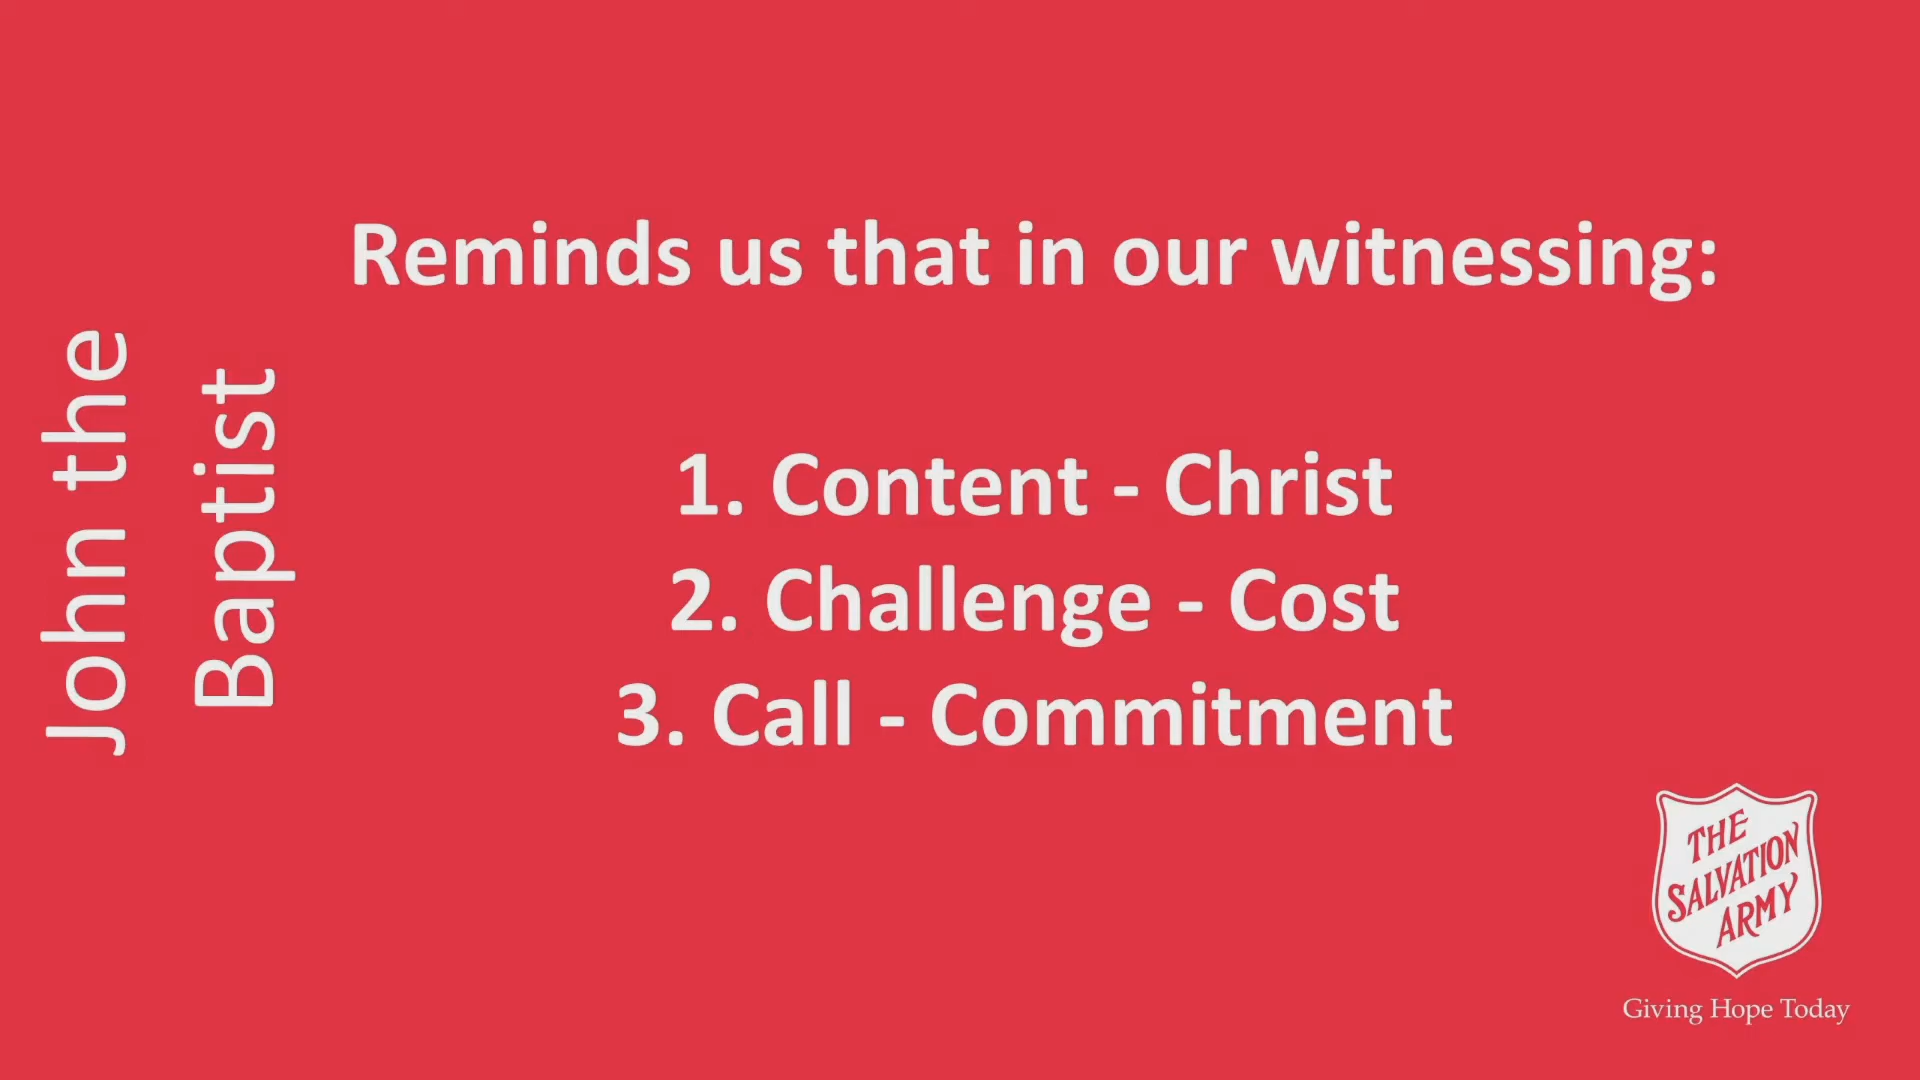 John the
Baptist
Reminds us that in our witnessing:
1. Content - Christ
2. Challenge - Cost
3. Call - Commitment
THE
SALVATION
ARMY
Giving Hope Today